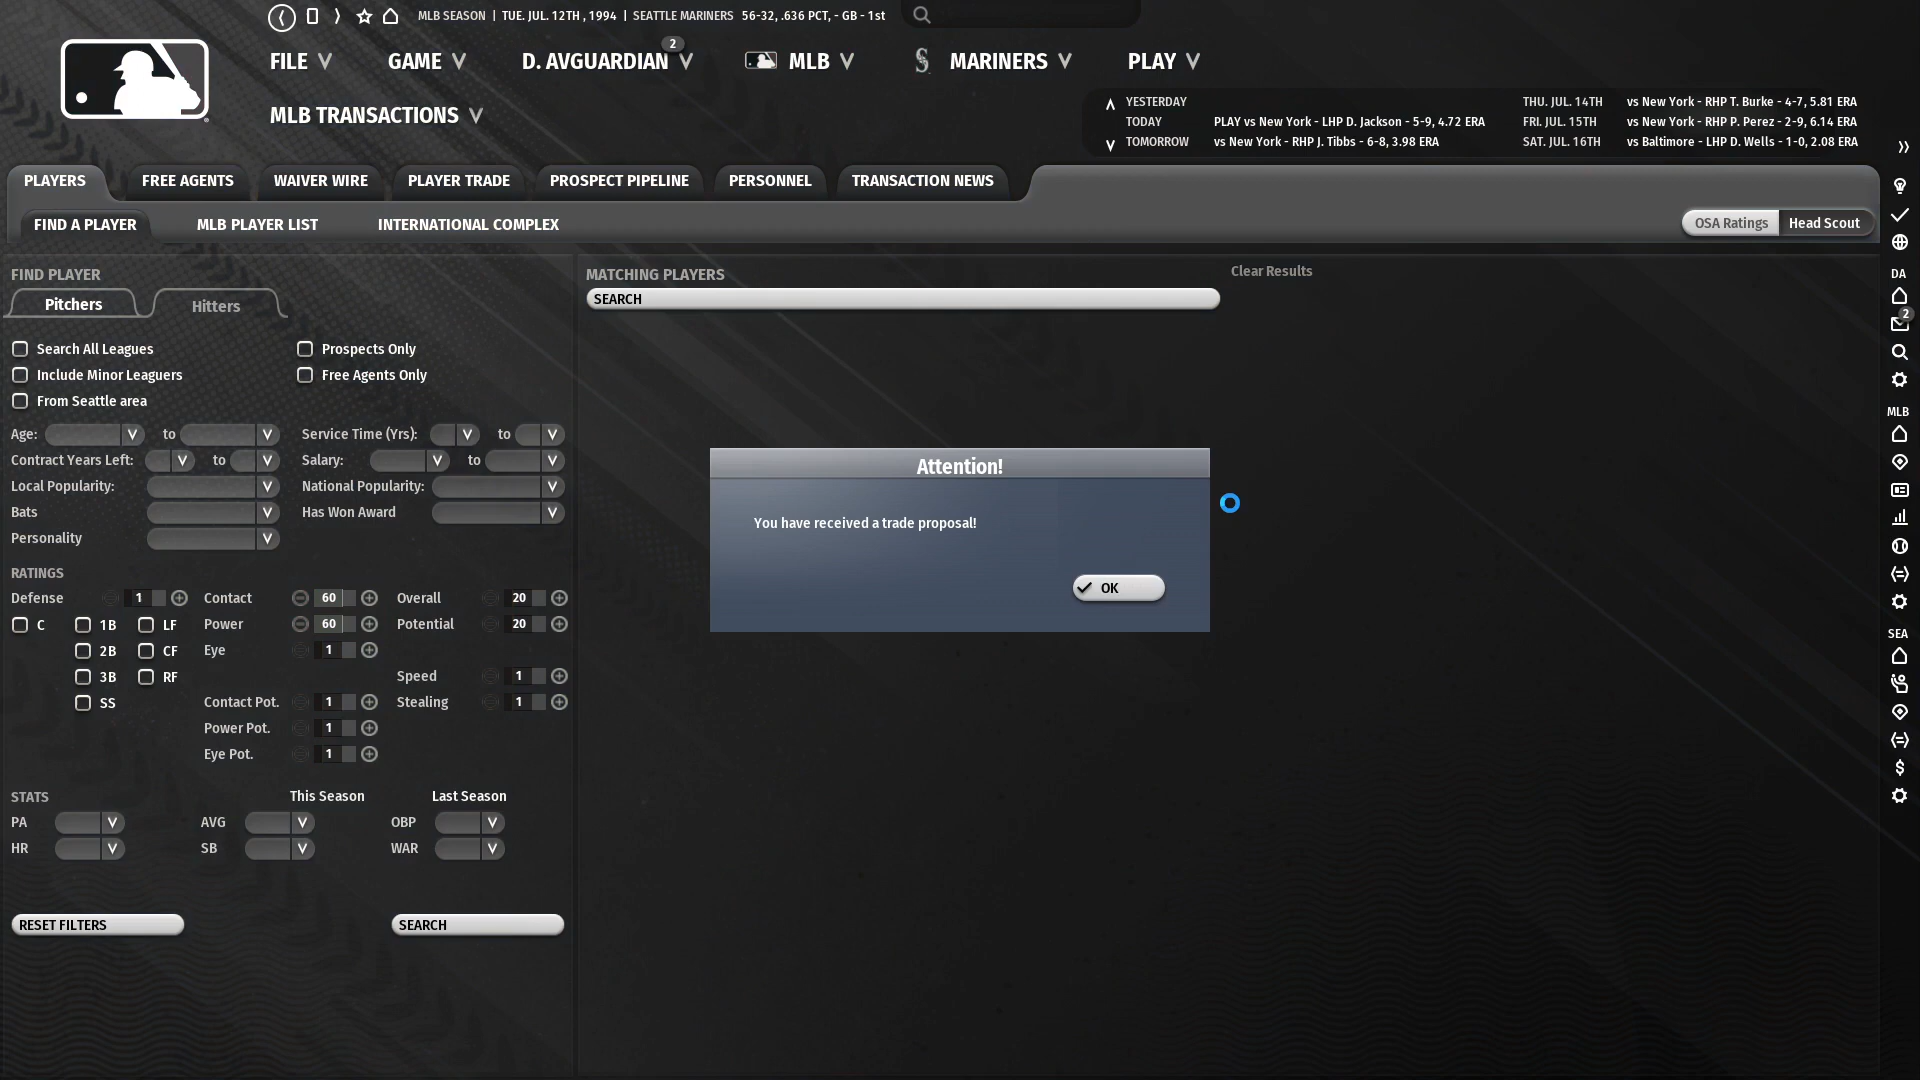 MLB SEASON | TUE. JUL. 12TH , 1994 | SEATTLE MARINERS 56-32, .636 PCT, - GB - 1st
FILE GAME D. AVGUARDIAN 2 MLB MARINERS PLAY
MLB TRANSACTIONS
YESTERDAY
TODAY PLAY vs New York - LHP D. Jackson - 5-9, 4.72 ERA
TOMORROW vs New York - RHP J. Tibbs - 6-8, 3.98 ERA
THU. JUL. 14TH vs New York - RHP T. Burke - 4-7, 5.81 ERA
FRI. JUL. 15TH vs New York - RHP P. Perez - 2-9, 6.14 ERA
SAT. JUL. 16TH vs Baltimore - LHP D. Wells - 1-0, 2.08 ERA
PLAYERS FREE AGENTS WAIVER WIRE PLAYER TRADE PROSPECT PIPELINE PERSONNEL TRANSACTION NEWS
FIND A PLAYER MLB PLAYER LIST INTERNATIONAL COMPLEX
OSA Ratings Head Scout
FIND PLAYER
Pitchers Hitters
Search All Leagues Prospects Only
Include Minor Leaguers Free Agents Only
From Seattle area
Age: to Service Time (Yrs): to
Contract Years Left: to Salary: to
Local Popularity: National Popularity:
Bats Has Won Award
Personality
RATINGS
Defense 1 Contact 60 Overall 20
C 1B LF Power 60 Potential 20
2B CF Eye 1
3B RF Speed 1
SS Contact Pot. 1 Stealing 1
Power Pot. 1
Eye Pot. 1
STATS This Season Last Season
PA AVG OBP
HR SB WAR
RESET FILTERS SEARCH
MATCHING PLAYERS Clear Results
SEARCH
Attention!
You have received a trade proposal!
OK
DA
2
MLB
SEA
$